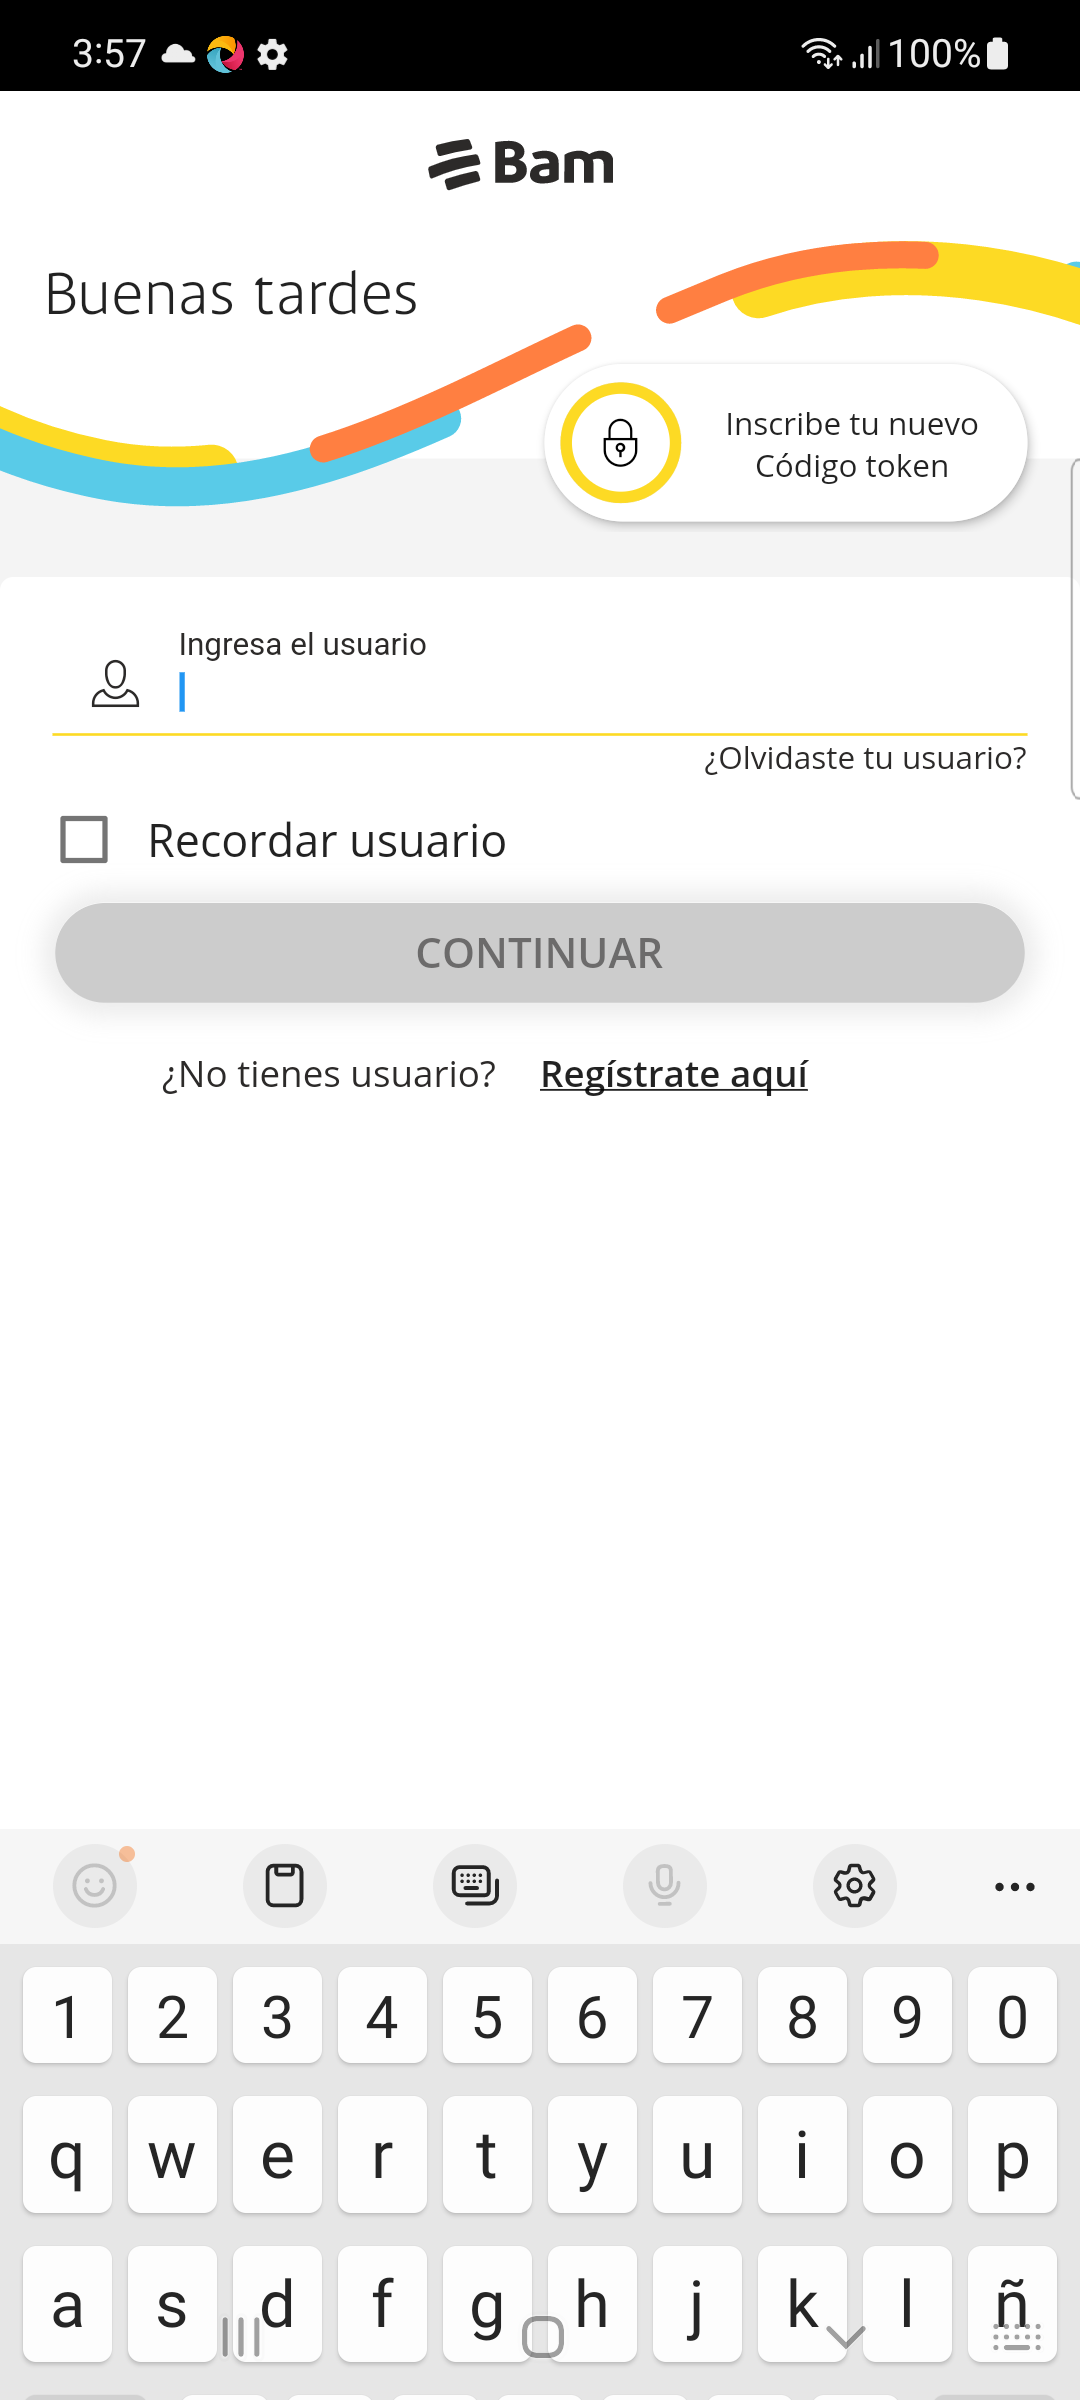 3:57
100%
Bam
Buenas tardes
Inscribe tu nuevo
Código token
Ingresa el usuario
¿Olvidaste tu usuario?
Recordar usuario
CONTINUAR
¿No tienes usuario? Regístrate aquí
1 2 3 4 5 6 7 8 9 0
q w e r t y u i o p
a s d f g h j k l ñ